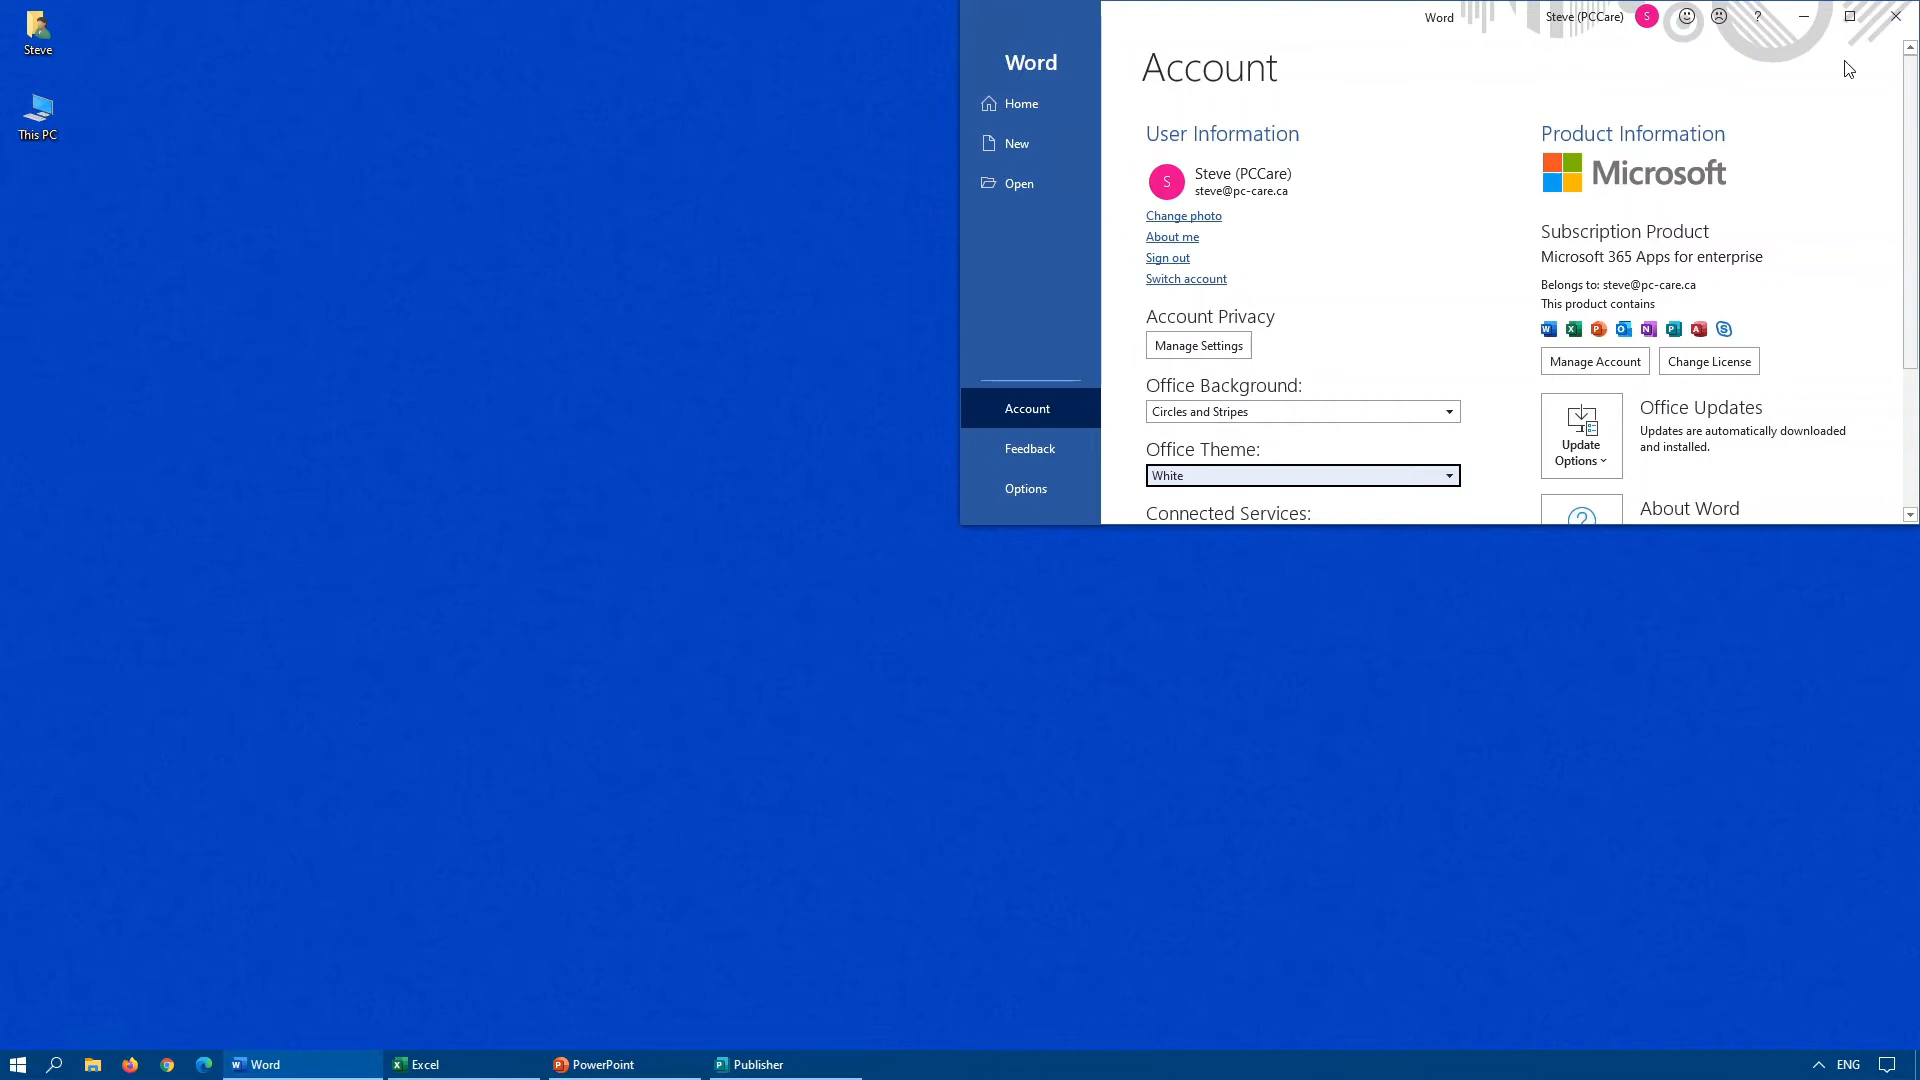 Steve
This PC
Word
Steve (PCCare)
S
?
Word
Home
New
Open
Account
Feedback
Options
Account
User Information
S
Steve (PCCare)
steve@pc-care.ca
Change photo
About me
Sign out
Switch account
Account Privacy
Manage Settings
Office Background:
Circles and Stripes
Office Theme:
White
Connected Services:
Product Information
Microsoft
Subscription Product
Microsoft 365 Apps for enterprise
Belongs to: steve@pc-care.ca
This product contains
W X P O N P A S
Manage Account
Change License
Update
Options
Office Updates
Updates are automatically downloaded
and installed.
?
About Word
W Word
X Excel
P PowerPoint
P Publisher
ENG